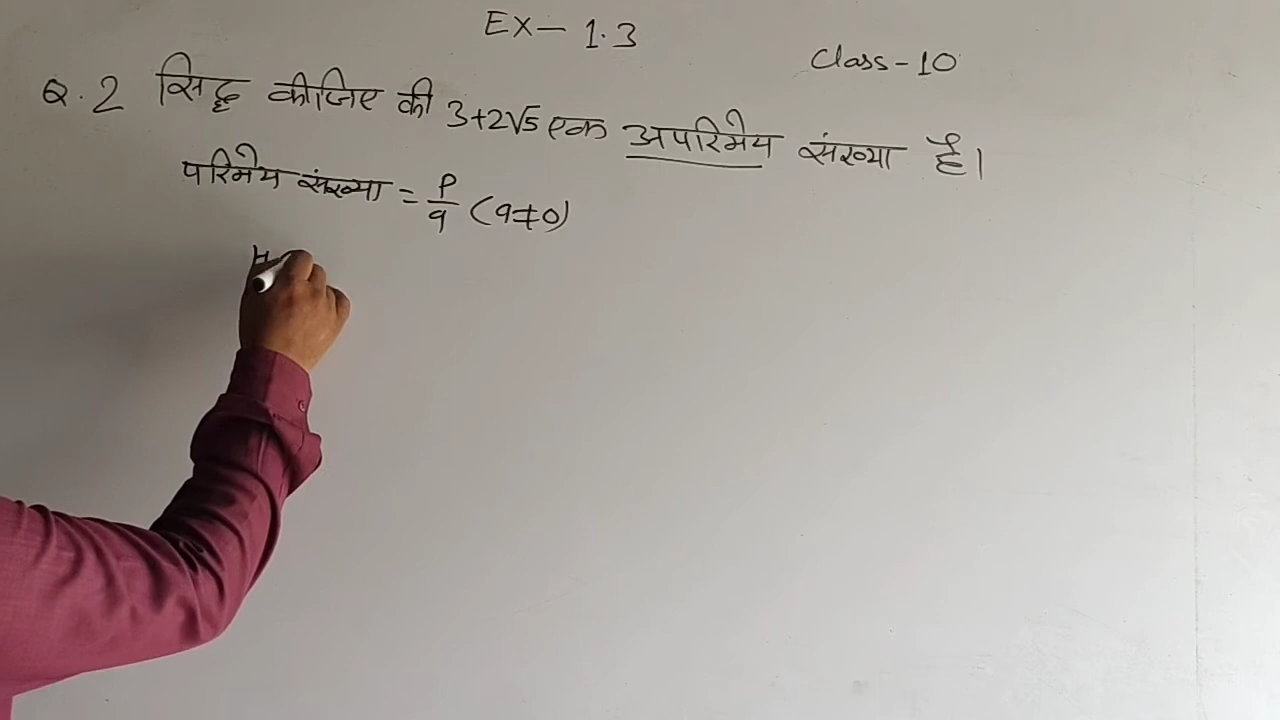 Ex- 1.3
Class-10
Q.2 सिद्ध कीजिए की 3+2√5 एक अपरिमेय संख्या है।
परिमेय संख्या = p/q (q≠0)